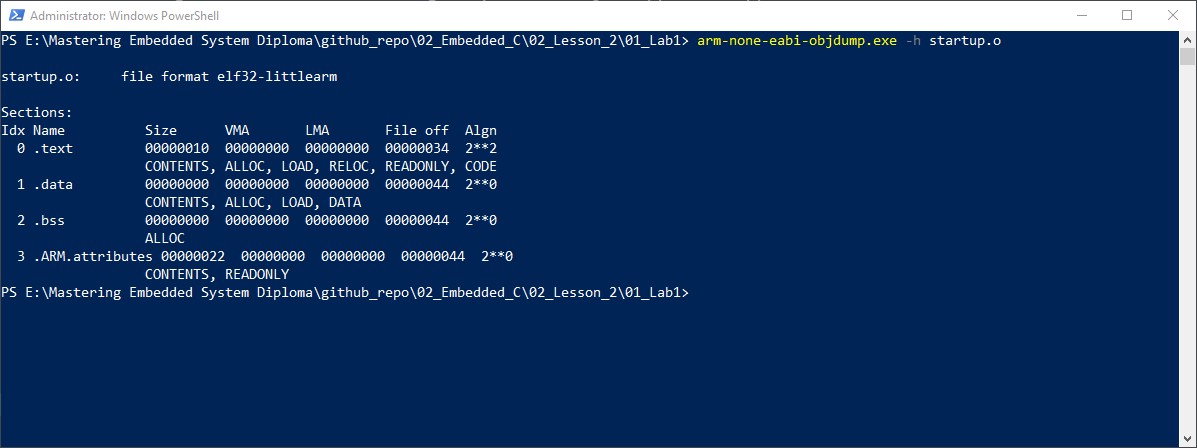 Administrator: Windows PowerShell
PS E:\Mastering Embedded System Diploma\github_repo\02_Embedded_C\02_Lesson_2\01_Lab1> arm-none-eabi-objdump.exe -h startup.o
startup.o:     file format elf32-littlearm
Sections:
Idx Name          Size      VMA       LMA       File off  Algn
  0 .text         00000010  00000000  00000000  00000034  2**2
                  CONTENTS, ALLOC, LOAD, RELOC, READONLY, CODE
  1 .data         00000000  00000000  00000000  00000044  2**0
                  CONTENTS, ALLOC, LOAD, DATA
  2 .bss          00000000  00000000  00000000  00000044  2**0
                  ALLOC
  3 .ARM.attributes 00000022  00000000  00000000  00000044  2**0
                  CONTENTS, READONLY
PS E:\Mastering Embedded System Diploma\github_repo\02_Embedded_C\02_Lesson_2\01_Lab1>